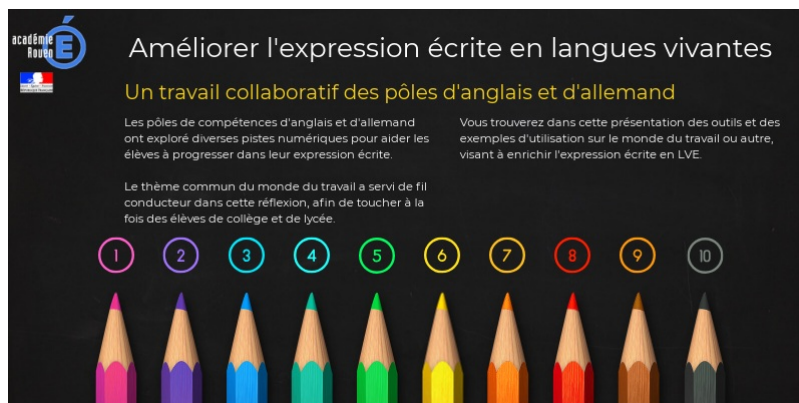 académie
Rouen
Améliorer l'expression écrite en langues vivantes
Un travail collaboratif des pôles d'anglais et d'allemand
Les pôles de compétences d'anglais et d'allemand
ont exploré diverses pistes numériques pour aider les
élèves à progresser dans leur expression écrite.
Le thème commun du monde du travail a servi de fil
conducteur dans cette réflexion, afin de toucher à la
fois des élèves de collège et de lycée.
Vous trouverez dans cette présentation des outils et des
exemples d'utilisation sur le monde du travail ou autre,
visant à enrichir l'expression écrite en LVE.
1 2 3 4 5 6 7 8 9 10